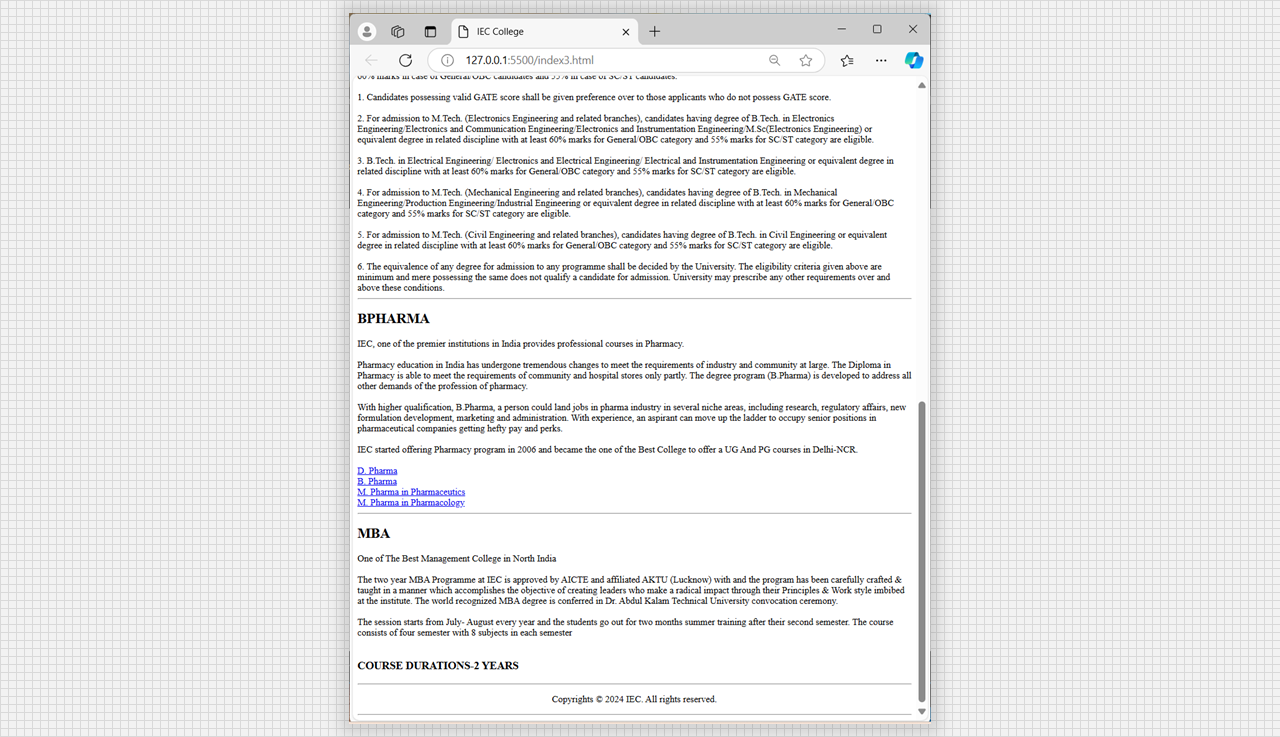 IEC College
127.0.0.1:5500/index3.html
60% marks in case of General/OBC candidates and 55% in case of SC/ST candidates.
1. Candidates possessing valid GATE score shall be given preference over to those applicants who do not possess GATE score.
2. For admission to M.Tech. (Electronics Engineering and related branches), candidates having degree of B.Tech. in Electronics
Engineering/Electronics and Communication Engineering/Electronics and Instrumentation Engineering/M.Sc(Electronics Engineering) or
equivalent degree in related discipline with at least 60% marks for General/OBC category and 55% marks for SC/ST category are eligible.
3. B.Tech. in Electrical Engineering/ Electronics and Electrical Engineering/ Electrical and Instrumentation Engineering or equivalent degree in
related discipline with at least 60% marks for General/OBC category and 55% marks for SC/ST category are eligible.
4. For admission to M.Tech. (Mechanical Engineering and related branches), candidates having degree of B.Tech. in Mechanical
Engineering/Production Engineering/Industrial Engineering or equivalent degree in related discipline with at least 60% marks for General/OBC
category and 55% marks for SC/ST category are eligible.
5. For admission to M.Tech. (Civil Engineering and related branches), candidates having degree of B.Tech. in Civil Engineering or equivalent
degree in related discipline with at least 60% marks for General/OBC category and 55% marks for SC/ST category are eligible.
6. The equivalence of any degree for admission to any programme shall be decided by the University. The eligibility criteria given above are
minimum and mere possessing the same does not qualify a candidate for admission. University may prescribe any other requirements over and
above these conditions.
BPHARMA
IEC, one of the premier institutions in India provides professional courses in Pharmacy.
Pharmacy education in India has undergone tremendous changes to meet the requirements of industry and community at large. The Diploma in
Pharmacy is able to meet the requirements of community and hospital stores only partly. The degree program (B.Pharma) is developed to address all
other demands of the profession of pharmacy.
With higher qualification, B.Pharma, a person could land jobs in pharma industry in several niche areas, including research, regulatory affairs, new
formulation development, marketing and administration. With experience, an aspirant can move up the ladder to occupy senior positions in
pharmaceutical companies getting hefty pay and perks.
IEC started offering Pharmacy program in 2006 and became the one of the Best College to offer a UG And PG courses in Delhi-NCR.
D. Pharma
B. Pharma
M. Pharma in Pharmaceutics
M. Pharma in Pharmacology
MBA
One of The Best Management College in North India
The two year MBA Programme at IEC is approved by AICTE and affiliated AKTU (Lucknow) with and the program has been carefully crafted &
taught in a manner which accomplishes the objective of creating leaders who make a radical impact through their Principles & Work style imbibed
at the institute. The world recognized MBA degree is conferred in Dr. Abdul Kalam Technical University convocation ceremony.
The session starts from July- August every year and the students go out for two months summer training after their second semester. The course
consists of four semester with 8 subjects in each semester
COURSE DURATIONS-2 YEARS
Copyrights © 2024 IEC. All rights reserved.